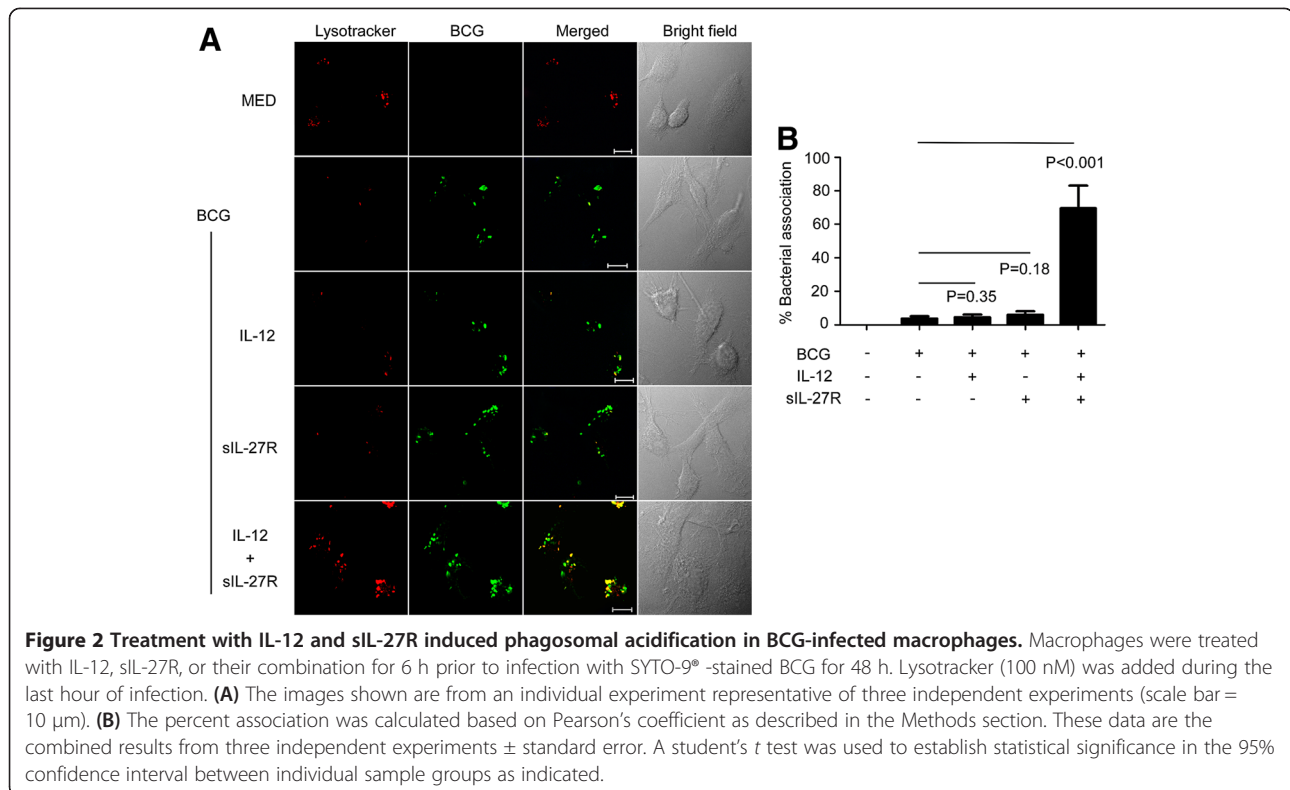 A
Lysotracker BCG Merged Bright field
MED
BCG
IL-12
sIL-27R
IL-12
+
sIL-27R
B
% Bacterial association
100
80
60
40
20
0
P<0.001
P=0.18
P=0.35
BCG - + + + +
IL-12 - - + - +
sIL-27R - - - + +
Figure 2 Treatment with IL-12 and sIL-27R induced phagosomal acidification in BCG-infected macrophages. Macrophages were treated
with IL-12, sIL-27R, or their combination for 6 h prior to infection with SYTO-9® -stained BCG for 48 h. Lysotracker (100 nM) was added during the
last hour of infection. (A) The images shown are from an individual experiment representative of three independent experiments (scale bar =
10 μm). (B) The percent association was calculated based on Pearson's coefficient as described in the Methods section. These data are the
combined results from three independent experiments ± standard error. A student's t test was used to establish statistical significance in the 95%
confidence interval between individual sample groups as indicated.